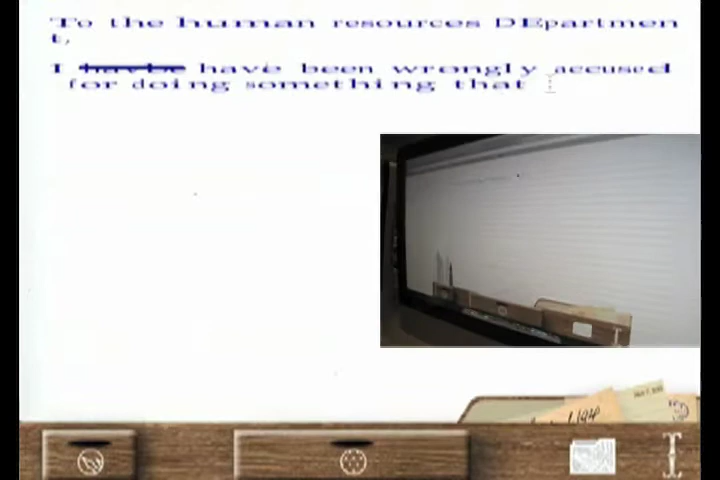 To the human resources DEpartmen
t,
I have been wrongly accused
for doing something that